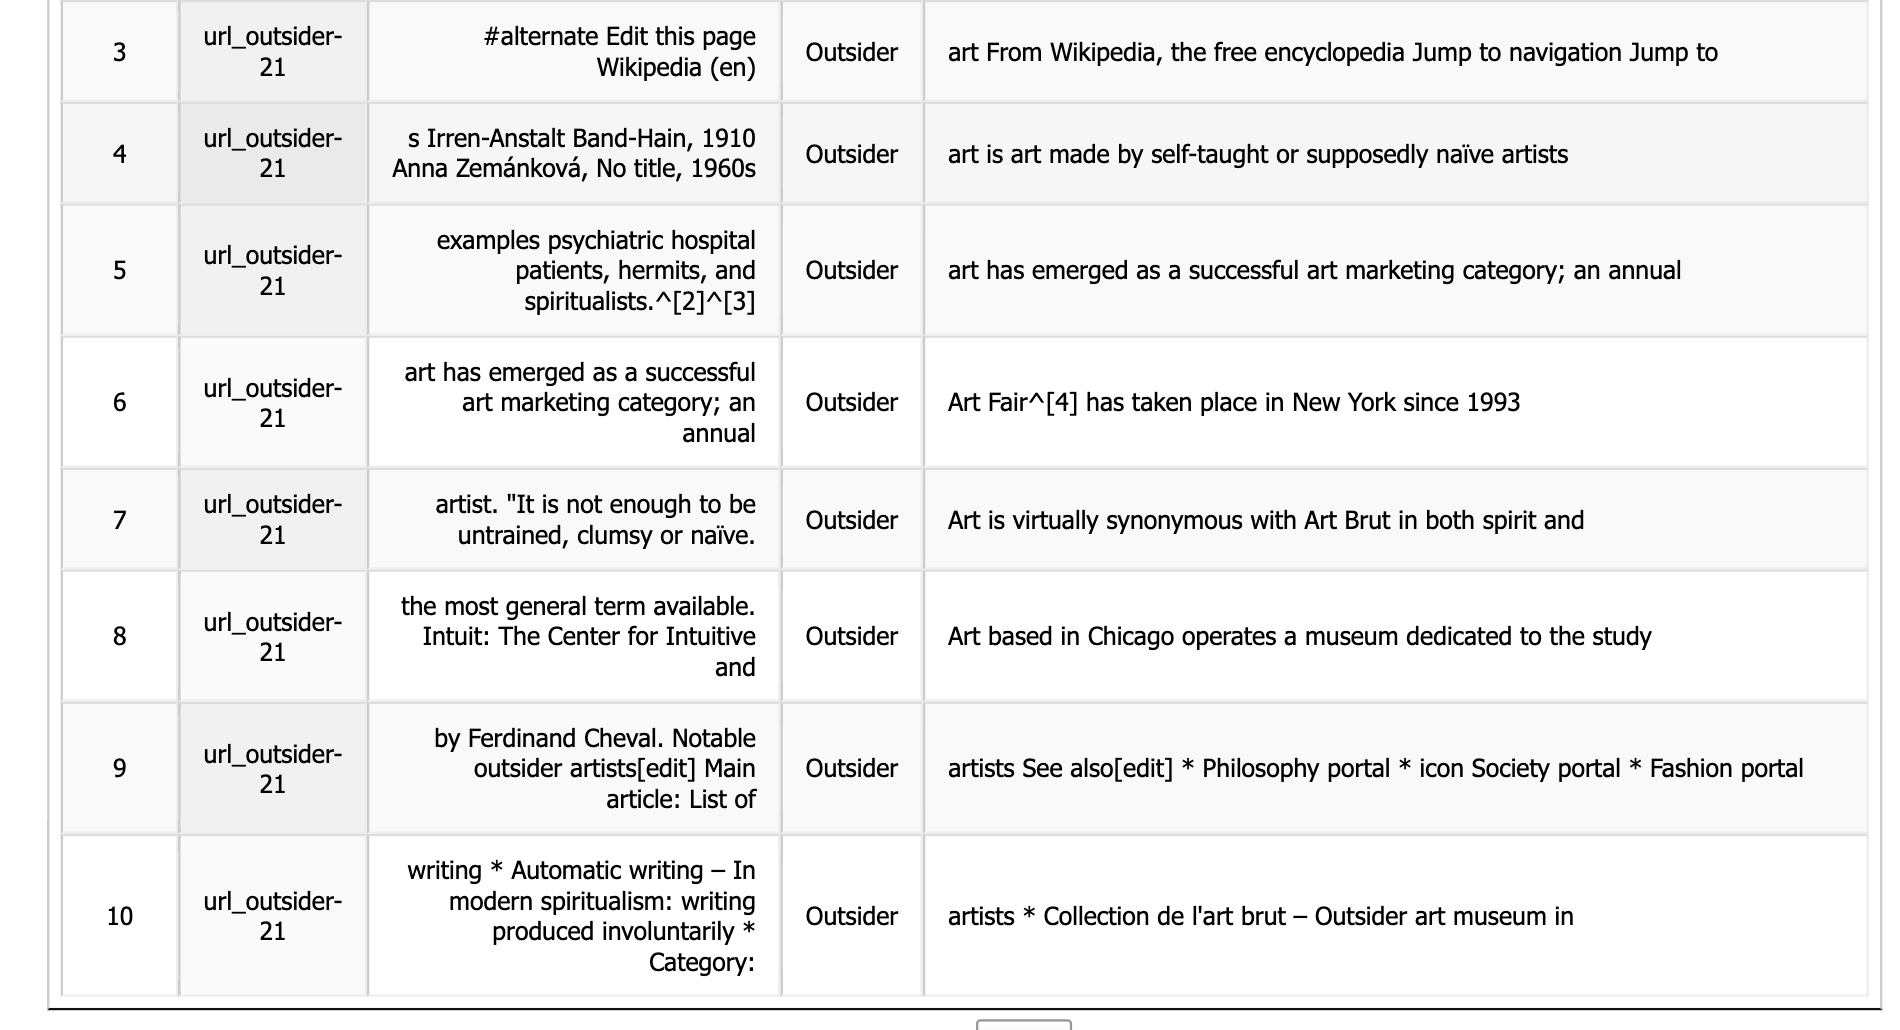 3
url_outsider-
21
#alternate Edit this page
Wikipedia (en)
Outsider
art From Wikipedia, the free encyclopedia Jump to navigation Jump to
4
url_outsider-
21
s Irren-Anstalt Band-Hain, 1910
Anna Zemánková, No title, 1960s
Outsider
art is art made by self-taught or supposedly naïve artists
5
url_outsider-
21
examples psychiatric hospital
patients, hermits, and
spiritualists.^[2]^[3]
Outsider
art has emerged as a successful art marketing category; an annual
6
url_outsider-
21
art has emerged as a successful
art marketing category; an
annual
Outsider
Art Fair^[4] has taken place in New York since 1993
7
url_outsider-
21
artist. "It is not enough to be
untrained, clumsy or naïve.
Outsider
Art is virtually synonymous with Art Brut in both spirit and
8
url_outsider-
21
the most general term available.
Intuit: The Center for Intuitive
and
Outsider
Art based in Chicago operates a museum dedicated to the study
9
url_outsider-
21
by Ferdinand Cheval. Notable
outsider artists[edit] Main
article: List of
Outsider
artists See also[edit] * Philosophy portal * icon Society portal * Fashion portal
10
url_outsider-
21
writing * Automatic writing – In
modern spiritualism: writing
produced involuntarily *
Category:
Outsider
artists * Collection de l'art brut – Outsider art museum in